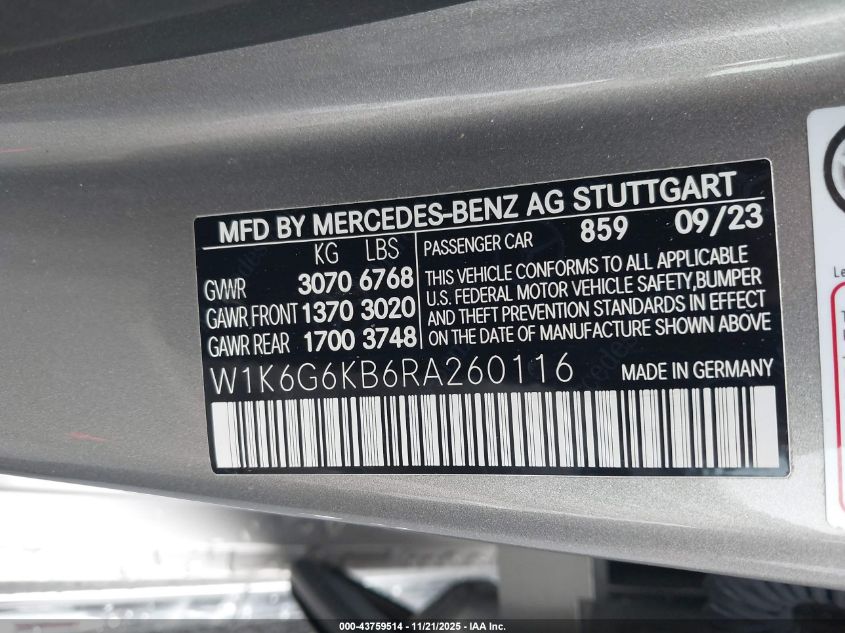 MFD BY MERCEDES-BENZ AG STUTTGART
KG LBS
GVWR 3070 6768
GAWR FRONT 1370 3020
GAWR REAR 1700 3748
PASSENGER CAR 859 09/23
THIS VEHICLE CONFORMS TO ALL APPLICABLE
U.S. FEDERAL MOTOR VEHICLE SAFETY, BUMPER
AND THEFT PREVENTION STANDARDS IN EFFECT
ON THE DATE OF MANUFACTURE SHOWN ABOVE
W1K6G6KB6RA260116 MADE IN GERMANY
000-43759514 - 11/21/2025 - IAA Inc.